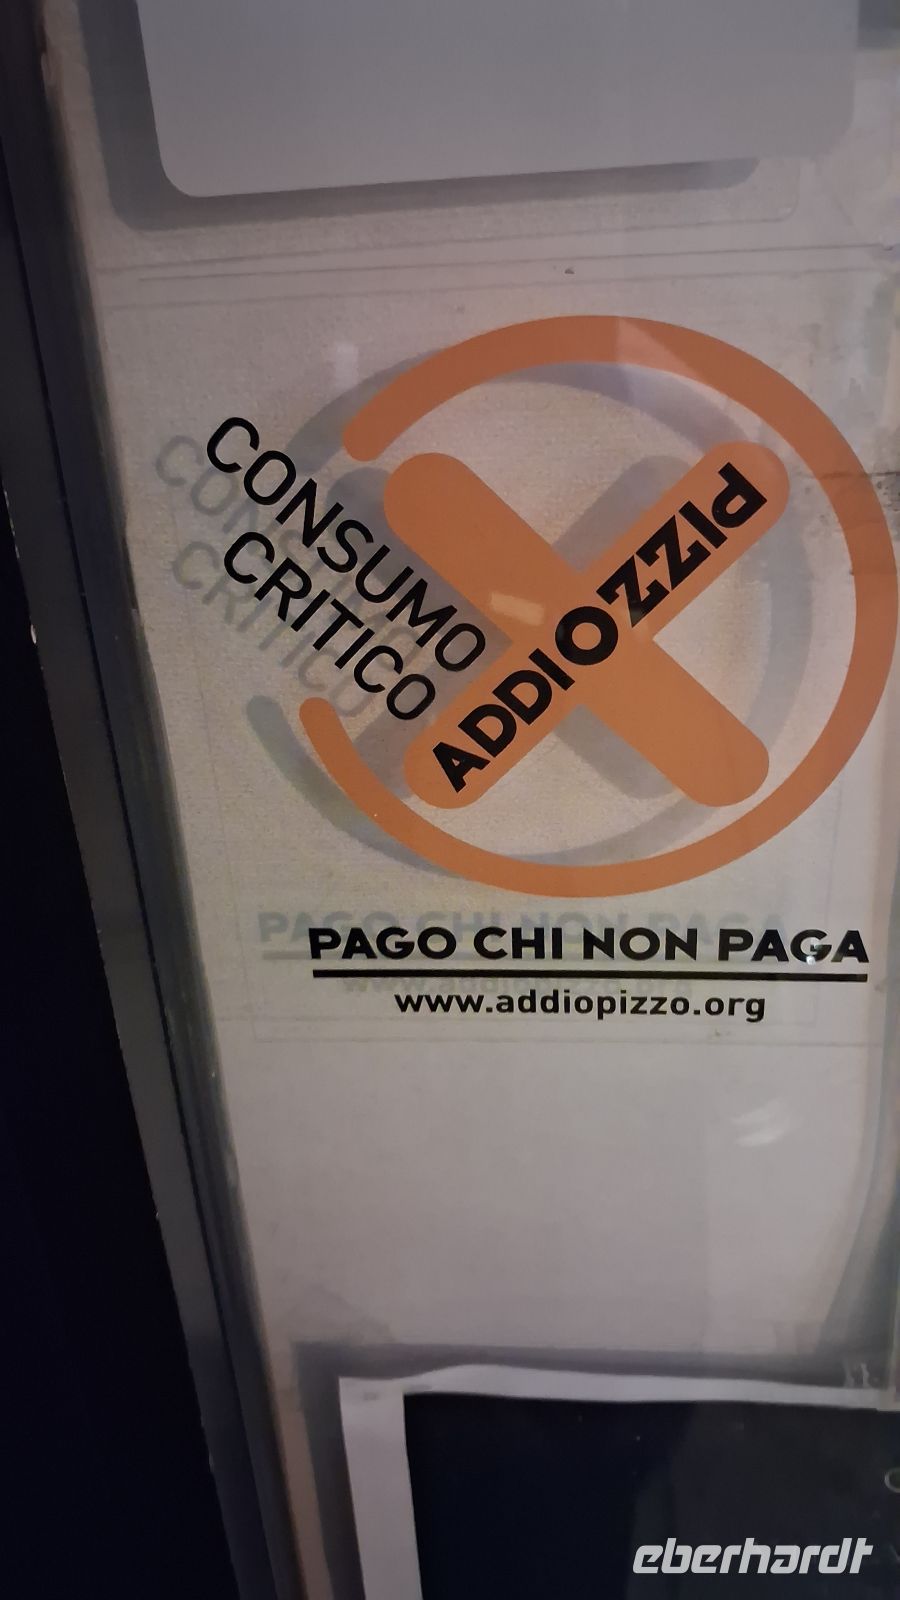 CONSUMO
CRITICO
ADDIOPIZZO
PAGO CHI NON PAGA
www.addiopizzo.org
eberhardt